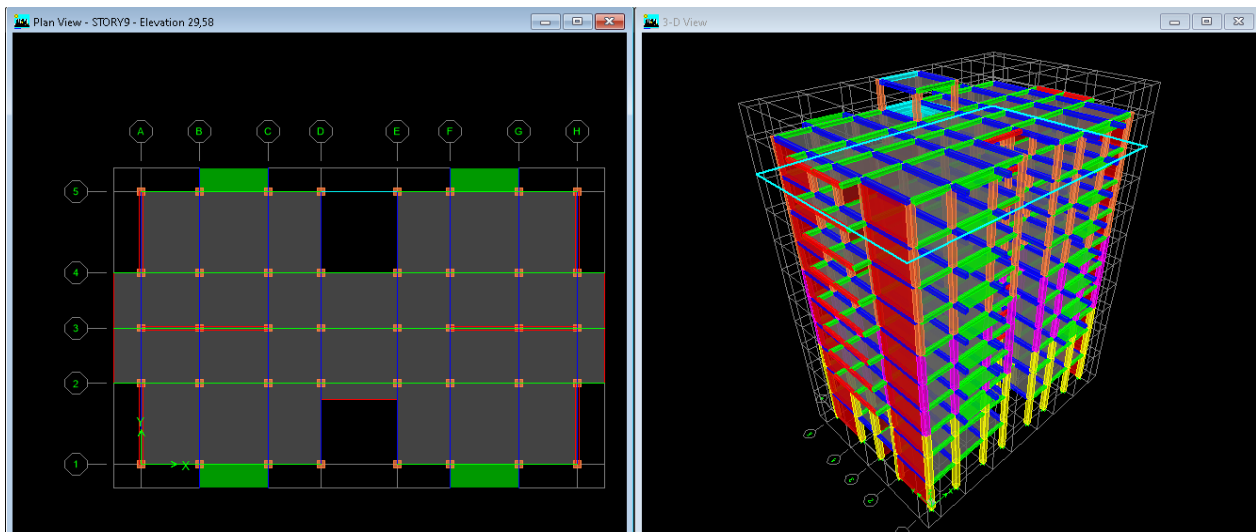 Plan View - STORY9 - Elevation 29,58
3-D View
A B C D E F G H
5
4
3
2
1
Y
X